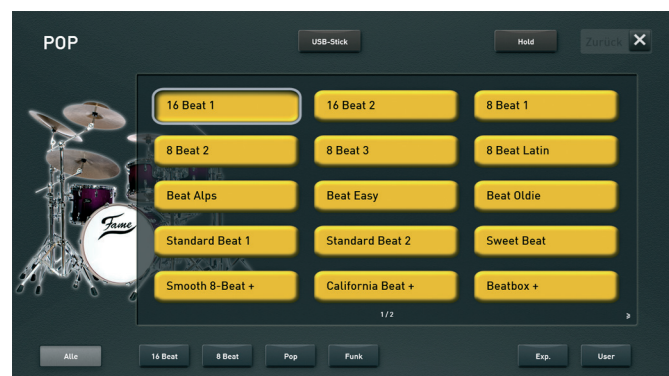 POP
USB-Stick
Hold
Zurück
16 Beat 1
16 Beat 2
8 Beat 1
8 Beat 2
8 Beat 3
8 Beat Latin
Beat Alps
Beat Easy
Beat Oldie
Fame
Standard Beat 1
Standard Beat 2
Sweet Beat
Smooth 8-Beat +
California Beat +
Beatbox +
1/2
Alle
16 Beat
8 Beat
Pop
Funk
Exp.
User